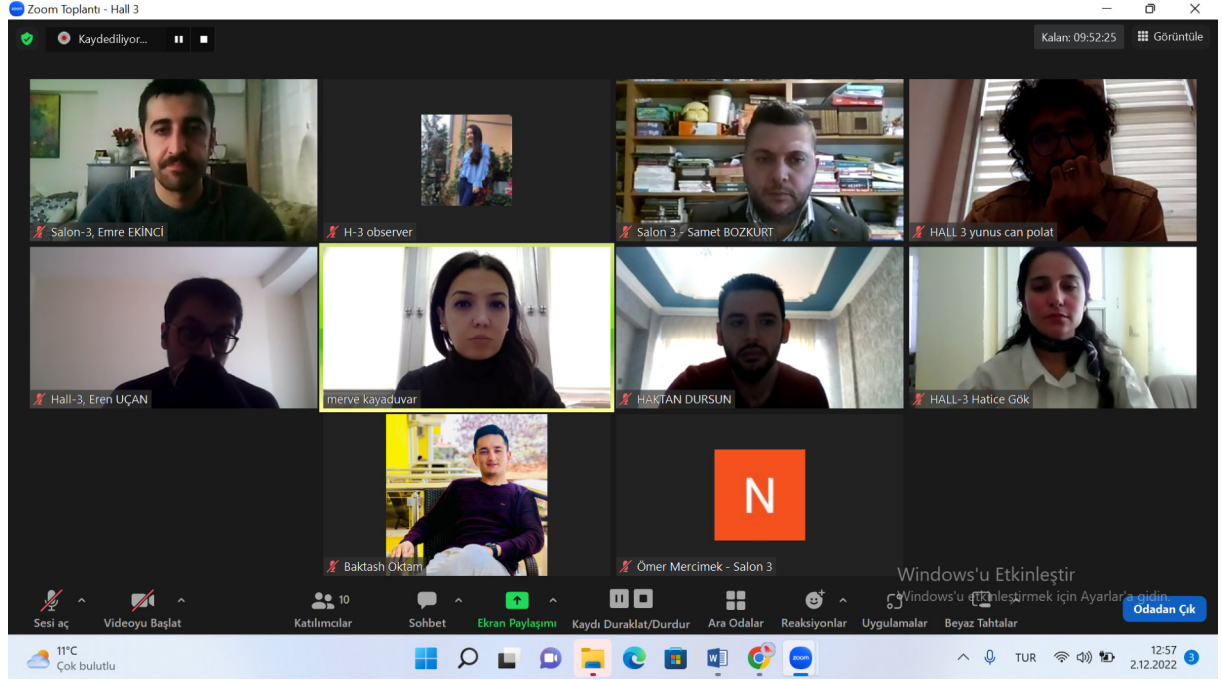 zoom Zoom Toplantı - Hall 3
Kaydediliyor...
Kalan: 09:52:25
Görüntüle
Salon-3, Emre EKİNCİ
H-3 observer
Salon 3 - Samet BOZKURT
HALL 3 yunus can polat
Hall-3, Eren UÇAN
merve kayaduvar
HAKTAN DURSUN
HALL-3 Hatice Gök
N
Baktash Oktam
Ömer Mercimek - Salon 3
Windows'u Etkinleştir
Windows'u etkinleştirmek için Ayarlar'a gidin.
10
Sesi aç
Videoyu Başlat
Katılımcılar
Sohbet
Ekran Paylaşımı
Kaydı Duraklat/Durdur
Ara Odalar
Reaksiyonlar
Uygulamalar
Beyaz Tahtalar
Odadan Çık
11°C
Çok bulutlu
W
zoom
TUR
12:57
2.12.2022
3